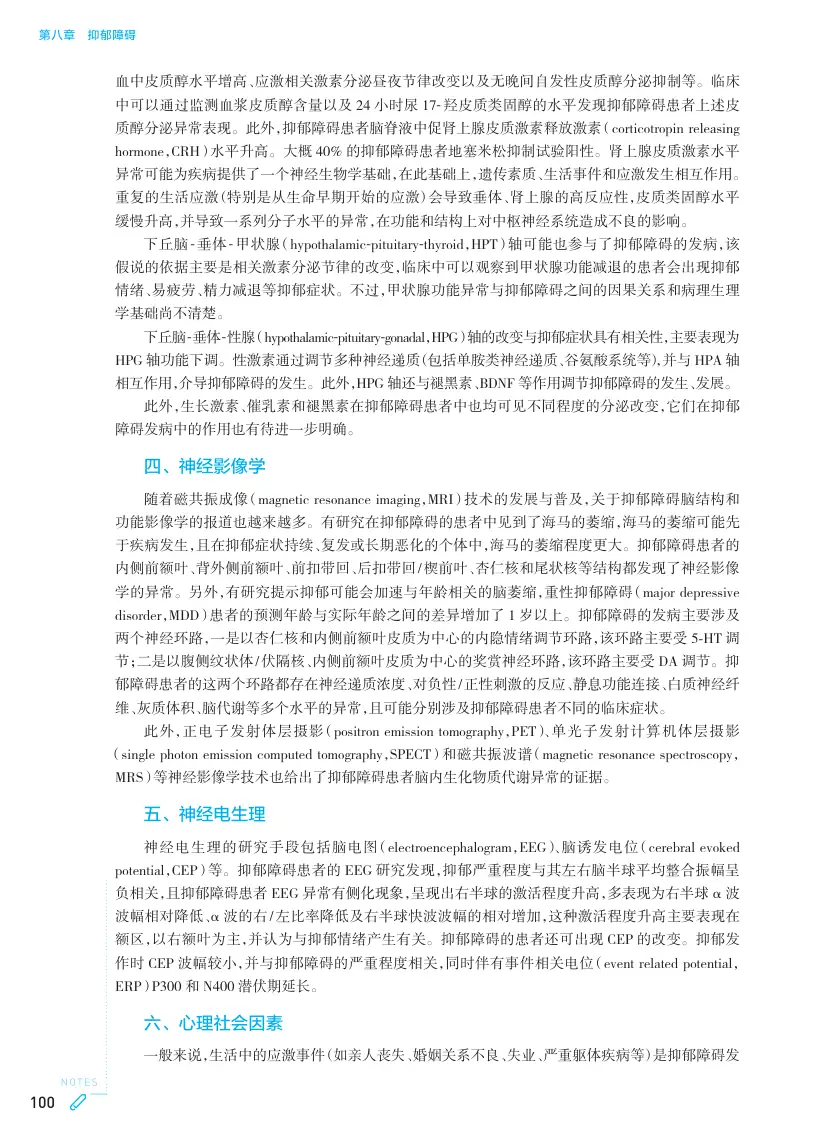 第八章 抑郁障碍
血中皮质醇水平增高、应激相关激素分泌昼夜节律改变以及无晚间自发性皮质醇分泌抑制等。临床
中可以通过监测血浆皮质醇含量以及 24 小时尿 17-羟皮质类固醇的水平发现抑郁障碍患者上述皮
质醇分泌异常表现。此外,抑郁障碍患者脑脊液中促肾上腺皮质激素释放激素(corticotropin releasing
hormone,CRH)水平升高。大概 40% 的抑郁障碍患者地塞米松抑制试验阳性。肾上腺皮质激素水平
异常可能为疾病提供了一个神经生物学基础,在此基础上,遗传素质、生活事件和应激发生相互作用。
重复的生活应激(特别是从生命早期开始的应激)会导致垂体、肾上腺的高反应性,皮质类固醇水平
缓慢升高,并导致一系列分子水平的异常,在功能和结构上对中枢神经系统造成不良的影响。
下丘脑-垂体-甲状腺(hypothalamic-pituitary-thyroid,HPT)轴可能也参与了抑郁障碍的发病,该
假说的依据主要是相关激素分泌节律的改变,临床中可以观察到甲状腺功能减退的患者会出现抑郁
情绪、易疲劳、精力减退等抑郁症状。不过,甲状腺功能异常与抑郁障碍之间的因果关系和病理生理
学基础尚不清楚。
下丘脑-垂体-性腺(hypothalamic-pituitary-gonadal,HPG)轴的改变与抑郁症状具有相关性,主要表现为
HPG 轴功能下调。性激素通过调节多种神经递质(包括单胺类神经递质、谷氨酸系统等),并与 HPA 轴
相互作用,介导抑郁障碍的发生。此外,HPG 轴还与褪黑素、BDNF 等作用调节抑郁障碍的发生、发展。
此外,生长激素、催乳素和褪黑素在抑郁障碍患者中也均可见不同程度的分泌改变,它们在抑郁
障碍发病中的作用也有待进一步明确。
四、神经影像学
随着磁共振成像(magnetic resonance imaging,MRI)技术的发展与普及,关于抑郁障碍脑结构和
功能影像学的报道也越来越多。有研究在抑郁障碍的患者中见到了海马的萎缩,海马的萎缩可能先
于疾病发生,且在抑郁症状持续、复发或长期恶化的个体中,海马的萎缩程度更大。抑郁障碍患者的
内侧前额叶、背外侧前额叶、前扣带回、后扣带回/楔前叶、杏仁核和尾状核等结构都发现了神经影像
学的异常。另外,有研究提示抑郁可能会加速与年龄相关的脑萎缩,重性抑郁障碍(major depressive
disorder,MDD)患者的预测年龄与实际年龄之间的差异增加了 1 岁以上。抑郁障碍的发病主要涉及
两个神经环路,一是以杏仁核和内侧前额叶皮质为中心的内隐情绪调节环路,该环路主要受 5-HT 调
节;二是以腹侧纹状体/伏隔核、内侧前额叶皮质为中心的奖赏神经环路,该环路主要受 DA 调节。抑
郁障碍患者的这两个环路都存在神经递质浓度、对负性/正性刺激的反应、静息功能连接、白质神经纤
维、灰质体积、脑代谢等多个水平的异常,且可能分别涉及抑郁障碍患者不同的临床症状。
此外,正电子发射体层摄影(positron emission tomography,PET)、单光子发射计算机体层摄影
(single photon emission computed tomography,SPECT)和磁共振波谱(magnetic resonance spectroscopy,
MRS)等神经影像学技术也给出了抑郁障碍患者脑内生化物质代谢异常的证据。
五、神经电生理
神经电生理的研究手段包括脑电图(electroencephalogram,EEG)、脑诱发电位(cerebral evoked
potential,CEP)等。抑郁障碍患者的 EEG 研究发现,抑郁严重程度与其左右脑半球平均整合振幅呈
负相关,且抑郁障碍患者 EEG 异常有侧化现象,呈现出右半球的激活程度升高,多表现为右半球 α 波
波幅相对降低、α 波的右/左比率降低及右半球快波波幅的相对增加,这种激活程度升高主要表现在
额区,以右额叶为主,并认为与抑郁情绪产生有关。抑郁障碍的患者还可出现 CEP 的改变。抑郁发
作时 CEP 波幅较小,并与抑郁障碍的严重程度相关,同时伴有事件相关电位(event related potential,
ERP)P300 和 N400 潜伏期延长。
六、心理社会因素
一般来说,生活中的应激事件(如亲人丧失、婚姻关系不良、失业、严重躯体疾病等)是抑郁障碍发
NOTES
100